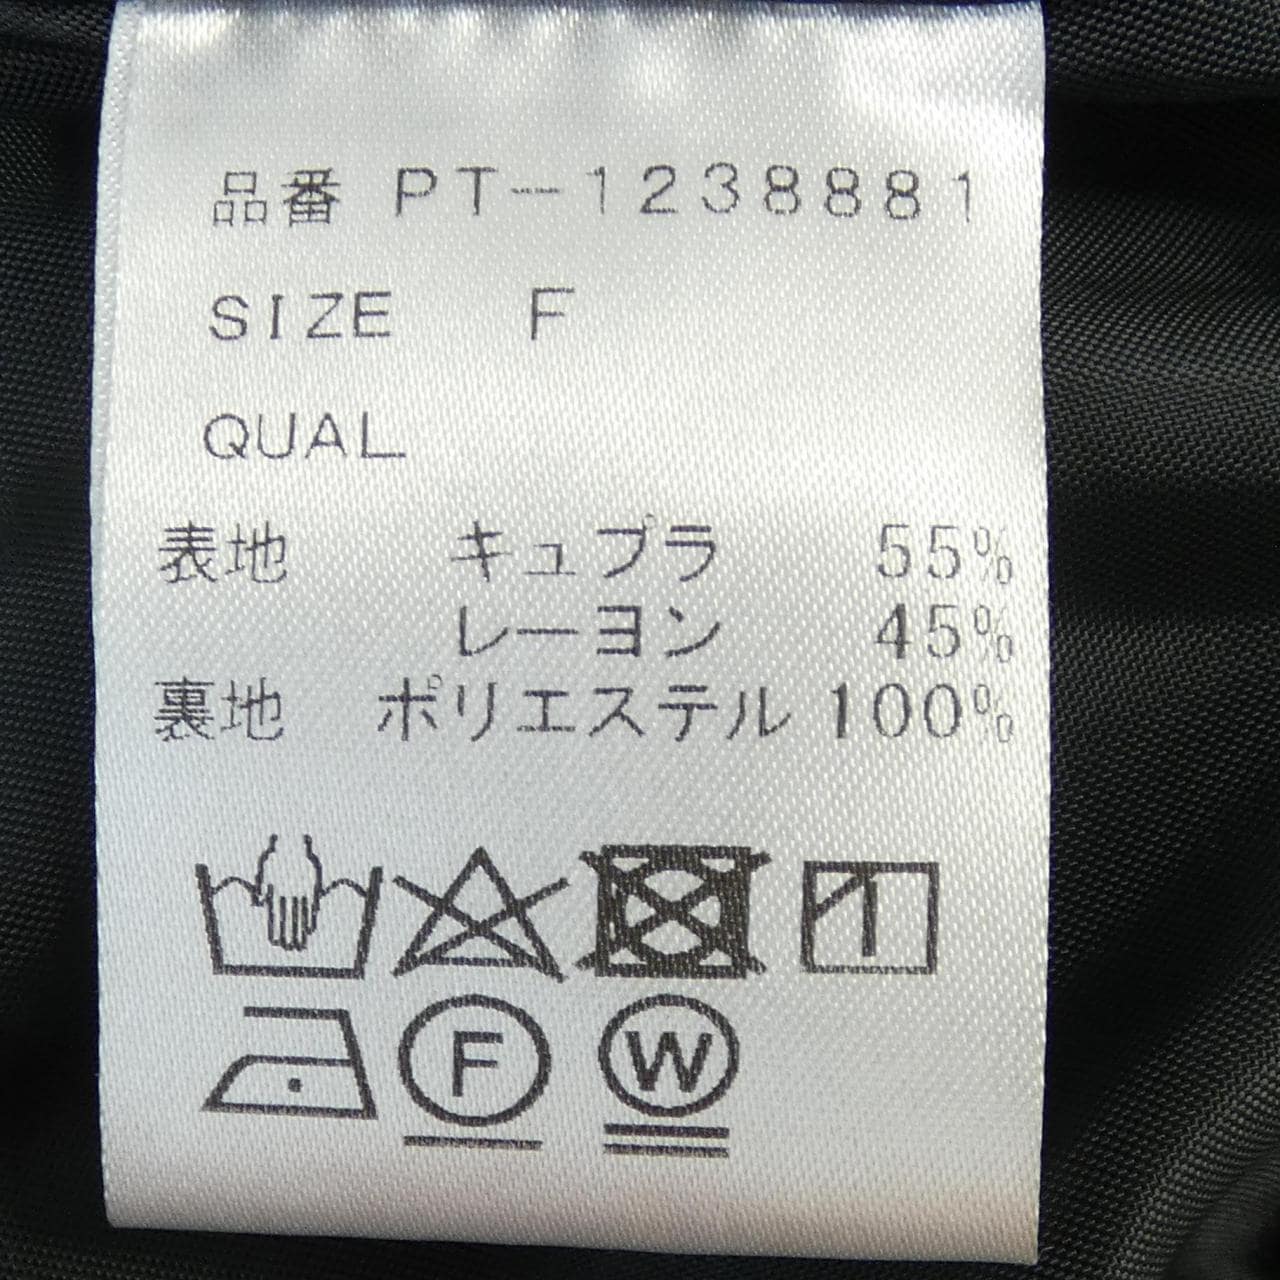 品番 PT-1238881
SIZE F
QUAL
表地 キュプラ 55%
レーヨン 45%
裏地 ポリエステル 100%
F W